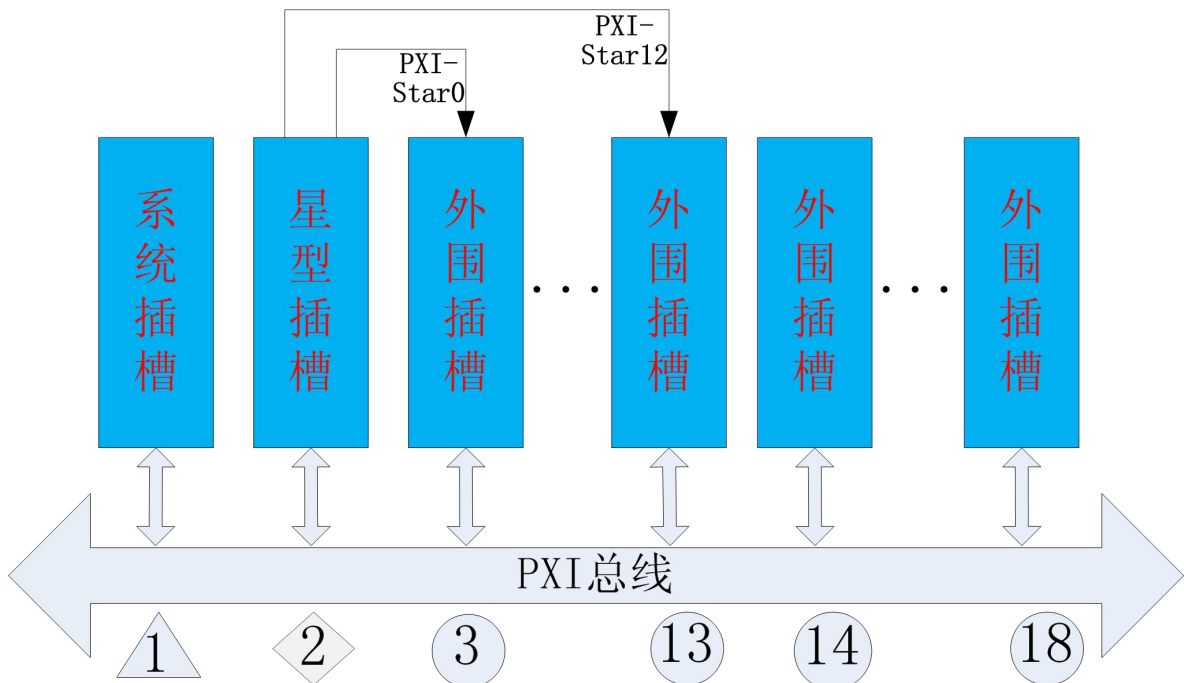 PXI-
Star12
PXI-
Star0
系统插槽
星型插槽
外围插槽
外围插槽
外围插槽
外围插槽
PXI总线
1
2
3
13
14
18